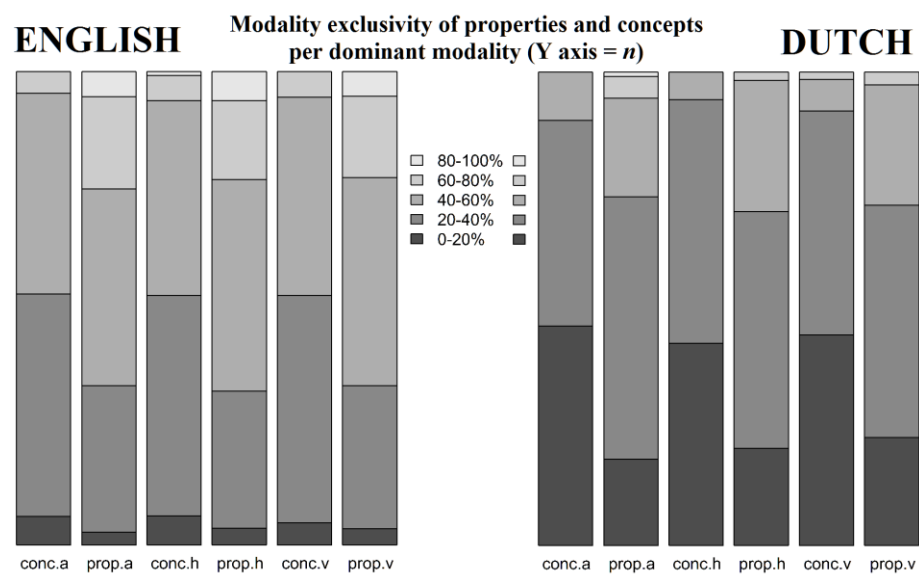 ENGLISH
Modality exclusivity of properties and concepts
per dominant modality (Y axis = n)
DUTCH
80-100%
60-80%
40-60%
20-40%
0-20%
conc.a prop.a conc.h prop.h conc.v prop.v
conc.a prop.a conc.h prop.h conc.v prop.v